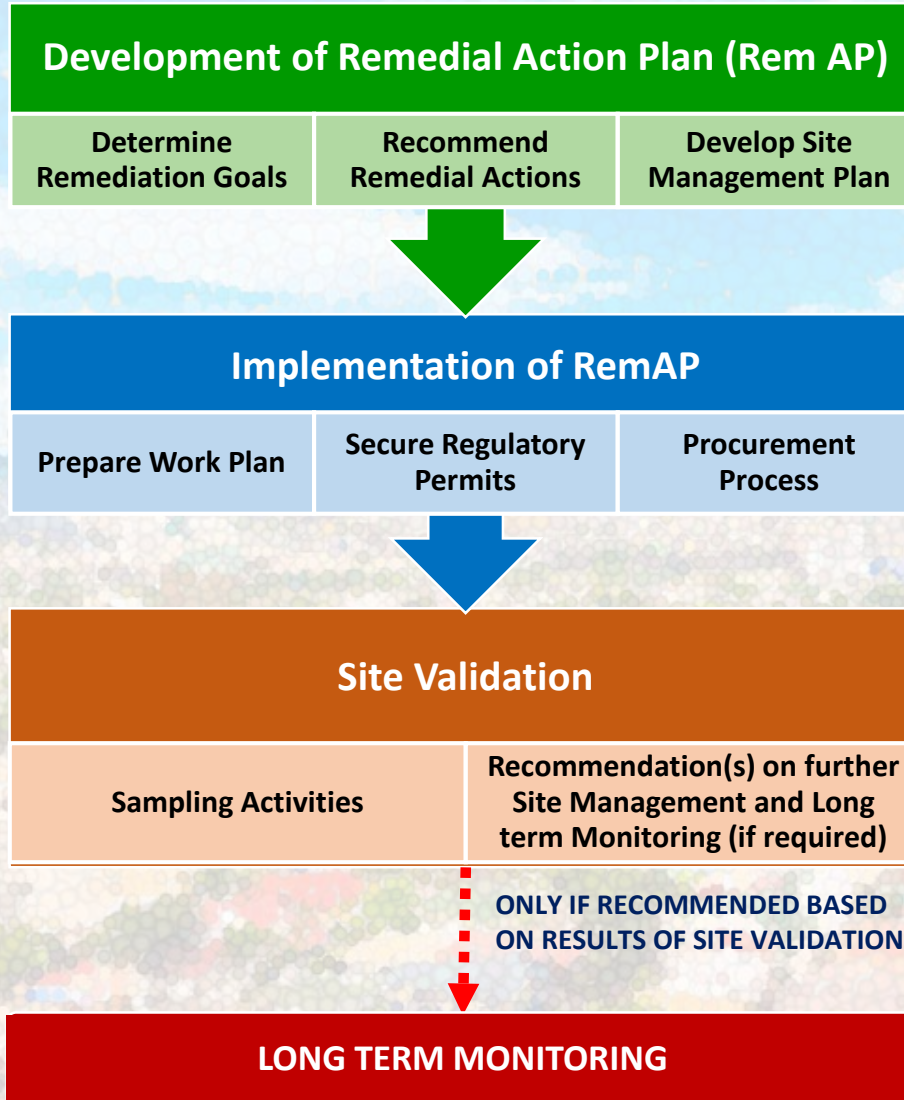 Development of Remedial Action Plan (Rem AP)
Determine
Remediation Goals
Recommend
Remedial Actions
Develop Site
Management Plan
Implementation of RemAP
Prepare Work Plan
Secure Regulatory
Permits
Procurement
Process
Site Validation
Sampling Activities
Recommendation(s) on further
Site Management and Long
term Monitoring (if required)
ONLY IF RECOMMENDED BASED
ON RESULTS OF SITE VALIDATION
LONG TERM MONITORING